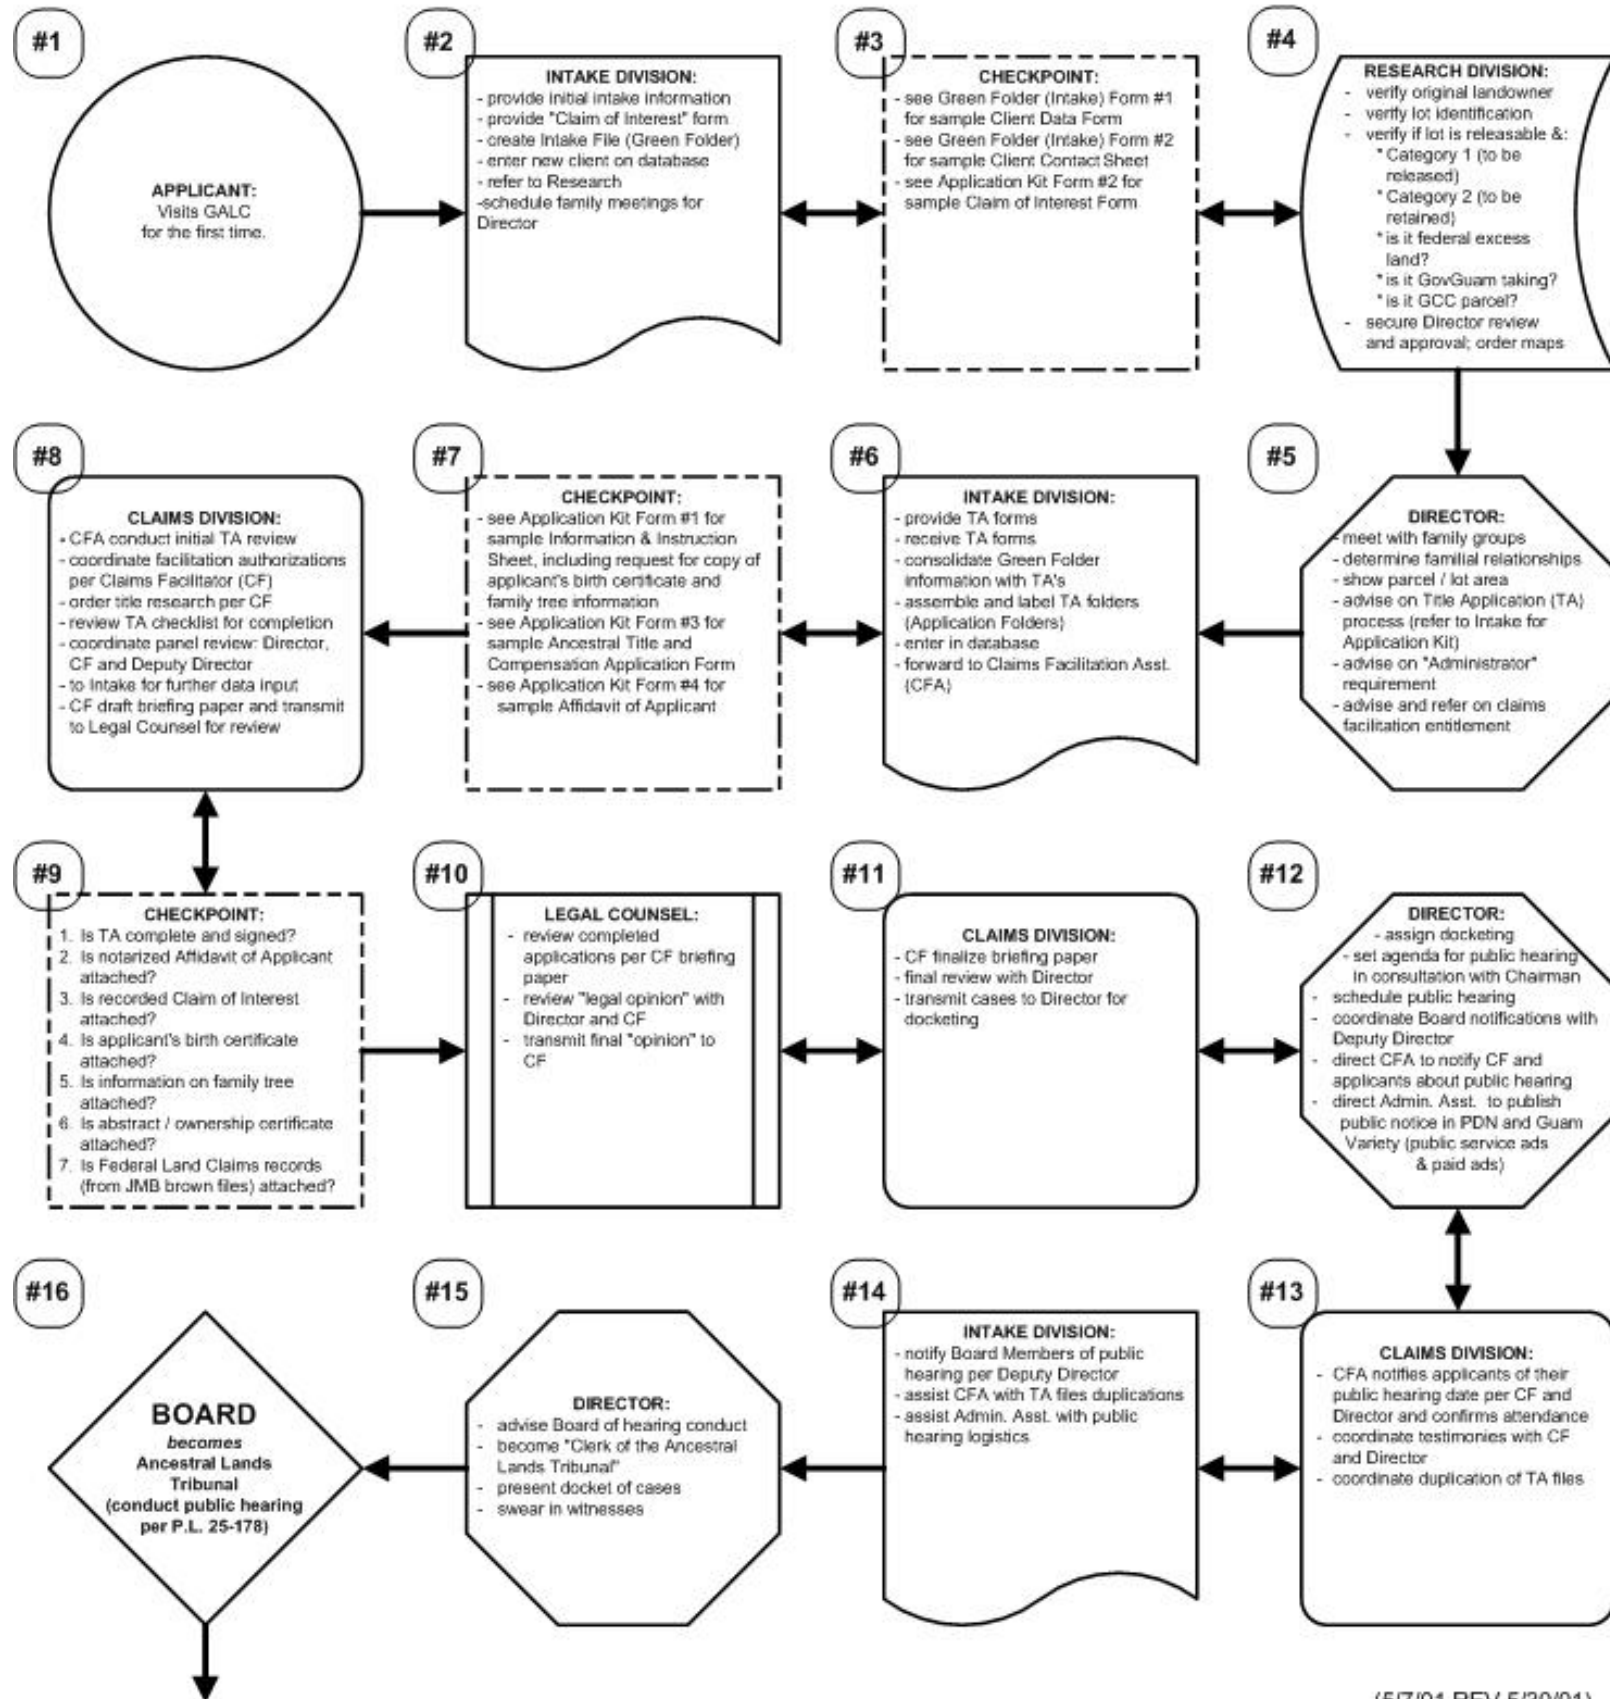 #1
APPLICANT:
Visits GALC
for the first time.
#2
INTAKE DIVISION:
- provide initial intake information
- provide "Claim of Interest" form
- create Intake File (Green Folder)
- enter new client on database
- refer to Research
-schedule family meetings for
Director
#3
CHECKPOINT:
- see Green Folder (Intake) Form #1
for sample Client Data Form
- see Green Folder (Intake) Form #2
for sample Client Contact Sheet
- see Application Kit Form #2 for
sample Claim of Interest Form
#4
RESEARCH DIVISION:
- verify original landowner
- verify lot identification
- verify if lot is releasable &:
* Category 1 (to be
released)
* Category 2 (to be
retained)
* is it federal excess
land?
* is it GovGuam taking?
* is it GCC parcel?
- secure Director review
and approval; order maps
#8
CLAIMS DIVISION:
- CFA conduct initial TA review
- coordinate facilitation authorizations
per Claims Facilitator (CF)
- order title research per CF
- review TA checklist for completion
- coordinate panel review: Director,
CF and Deputy Director
- to Intake for further data input
- CF draft briefing paper and transmit
to Legal Counsel for review
#7
CHECKPOINT:
- see Application Kit Form #1 for
sample Information & Instruction
Sheet, including request for copy of
applicant's birth certificate and
family tree information
- see Application Kit Form #3 for
sample Ancestral Title and
Compensation Application Form
- see Application Kit Form #4 for
sample Affidavit of Applicant
#6
INTAKE DIVISION:
- provide TA forms
- receive TA forms
- consolidate Green Folder
information with TA's
- assemble and label TA folders
(Application Folders)
- enter in database
- forward to Claims Facilitation Asst.
(CFA)
#5
DIRECTOR:
- meet with family groups
- determine familial relationships
- show parcel / lot area
- advise on Title Application (TA)
process (refer to Intake for
Application Kit)
- advise on "Administrator"
requirement
- advise and refer on claims
facilitation entitlement
#9
CHECKPOINT:
1. Is TA complete and signed?
2. Is notarized Affidavit of Applicant
attached?
3. Is recorded Claim of Interest
attached?
4. Is applicant's birth certificate
attached?
5. Is information on family tree
attached?
6. Is abstract / ownership certificate
attached?
7. Is Federal Land Claims records
(from JMB brown files) attached?
#10
LEGAL COUNSEL:
- review completed
applications per CF briefing
paper
- review "legal opinion" with
Director and CF
- transmit final "opinion" to
CF
#11
CLAIMS DIVISION:
- CF finalize briefing paper
- final review with Director
- transmit cases to Director for
docketing
#12
DIRECTOR:
- assign docketing
- set agenda for public hearing
in consultation with Chairman
- schedule public hearing
- coordinate Board notifications with
Deputy Director
- direct CFA to notify CF and
applicants about public hearing
- direct Admin. Asst. to publish
public notice in PDN and Guam
Variety (public service ads
& paid ads)
#16
BOARD
becomes
Ancestral Lands
Tribunal
(conduct public hearing
per P.L. 25-178)
#15
DIRECTOR:
- advise Board of hearing conduct
- become "Clerk of the Ancestral
Lands Tribunal"
- present docket of cases
- swear in witnesses
#14
INTAKE DIVISION:
- notify Board Members of public
hearing per Deputy Director
- assist CFA with TA files duplications
- assist Admin. Asst. with public
hearing logistics
#13
CLAIMS DIVISION:
- CFA notifies applicants of their
public hearing date per CF and
Director and confirms attendance
- coordinate testimonies with CF
and Director
- coordinate duplication of TA files
(5/7/01 REV 5/30/01)